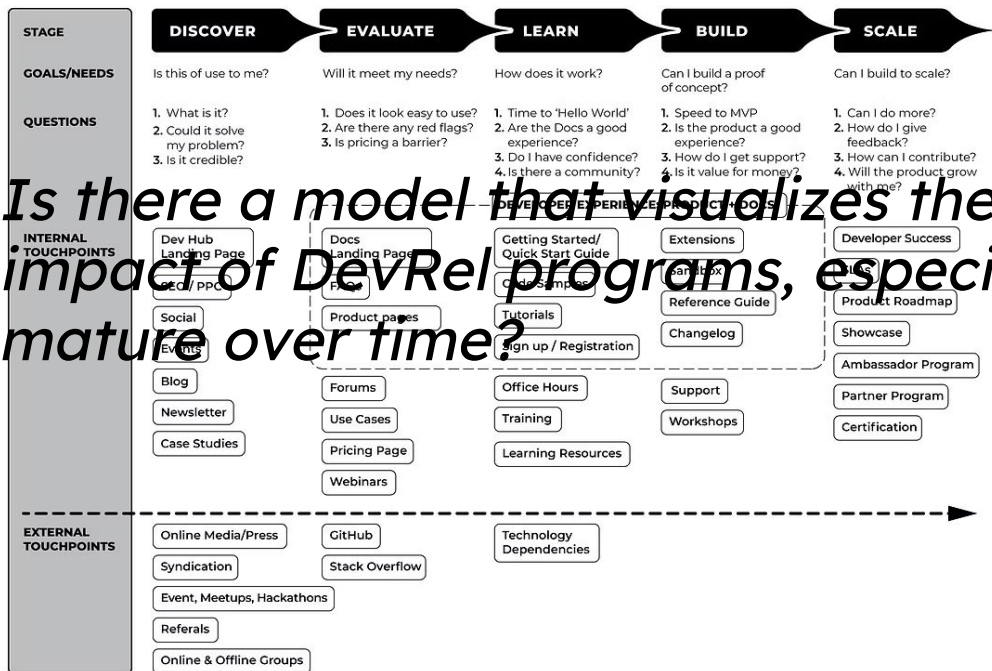 STAGE
DISCOVER
EVALUATE
LEARN
BUILD
SCALE
GOALS/NEEDS
Is this of use to me?
Will it meet my needs?
How does it work?
Can I build a proof
of concept?
Can I build to scale?
QUESTIONS
1. What is it?
2. Could it solve
my problem?
3. Is it credible?
1. Does it look easy to use?
2. Are there any red flags?
3. Is pricing a barrier?
1. Time to ‘Hello World’
2. Are the Docs a good
experience?
3. Do I have confidence?
4. Is there a community?
1. Speed to MVP
2. Is the product a good
experience?
3. How do I get support?
4. Is it value for money?
1. Can I do more?
2. How do I give
feedback?
3. How can I contribute?
4. Will the product grow
with me?
Is there a model that visualizes the
impact of DevRel programs, especi
mature over time?
DEVELOPER EXPERIENCE: PRODUCT + DOCS
INTERNAL
TOUCHPOINTS
Dev Hub
Landing Page
SEO / PPC
Social
Events
Blog
Newsletter
Case Studies
Docs
Landing Page
FAQs
Product pages
Forums
Use Cases
Pricing Page
Webinars
Getting Started/
Quick Start Guide
Code Samples
Tutorials
Sign up / Registration
Office Hours
Training
Learning Resources
Extensions
Sandbox
Reference Guide
Changelog
Support
Workshops
Developer Success
SLAs
Product Roadmap
Showcase
Ambassador Program
Partner Program
Certification
EXTERNAL
TOUCHPOINTS
Online Media/Press
Syndication
Event, Meetups, Hackathons
Referals
Online & Offline Groups
GitHub
Stack Overflow
Technology
Dependencies